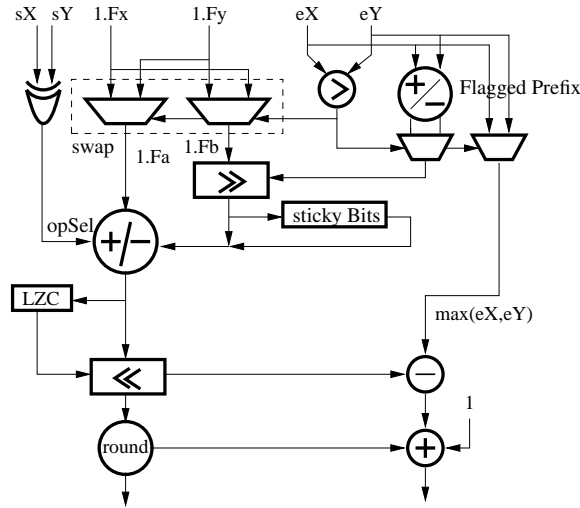 sX sY 1.Fx 1.Fy eX eY
> + − Flagged Prefix
swap
1.Fa 1.Fb
>>
sticky Bits
opSel
+/−
LZC
max(eX,eY)
<< −
1
round +